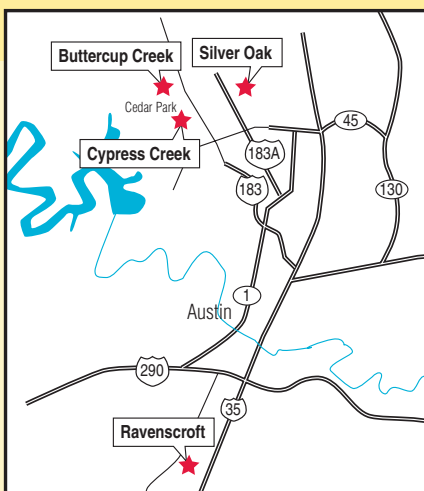 Buttercup Creek
Silver Oak
Cedar Park
Cypress Creek
45
183A
183
130
1
Austin
290
35
Ravenscroft